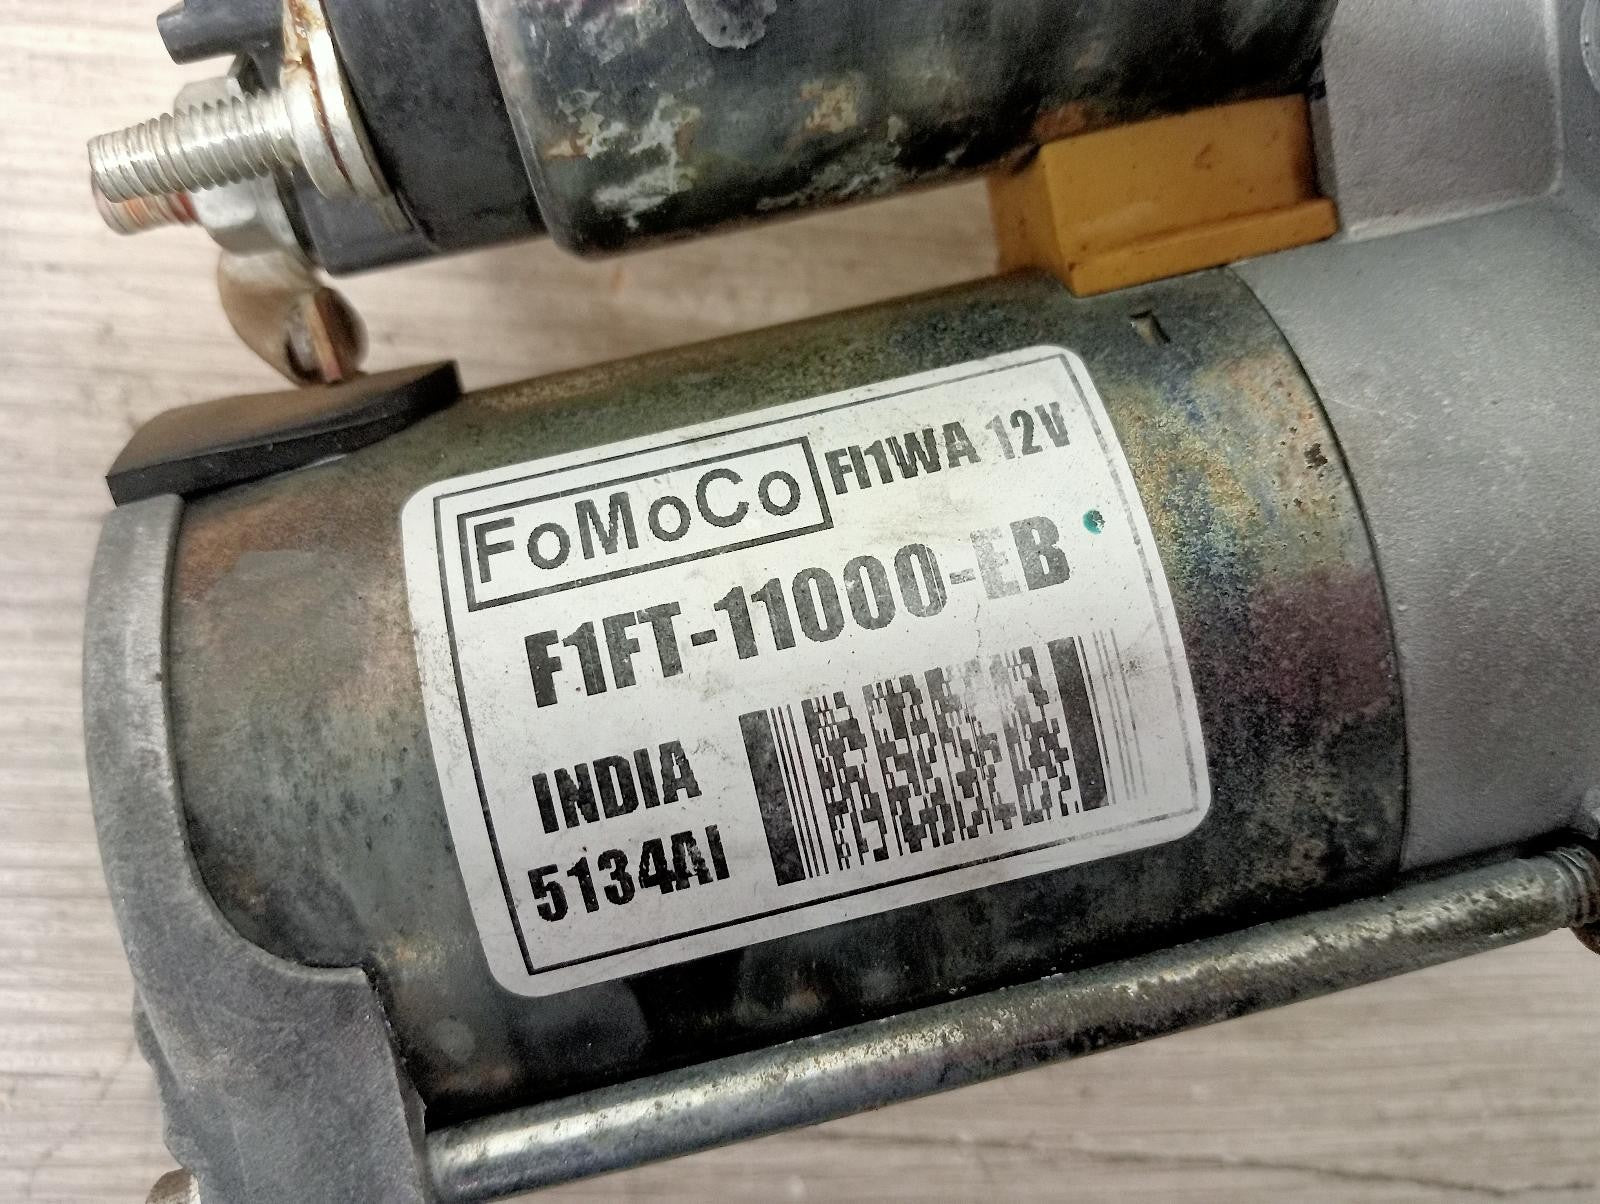 FoMoCo FI1WA 12V
F1FT-11000-EB
INDIA
5134AI